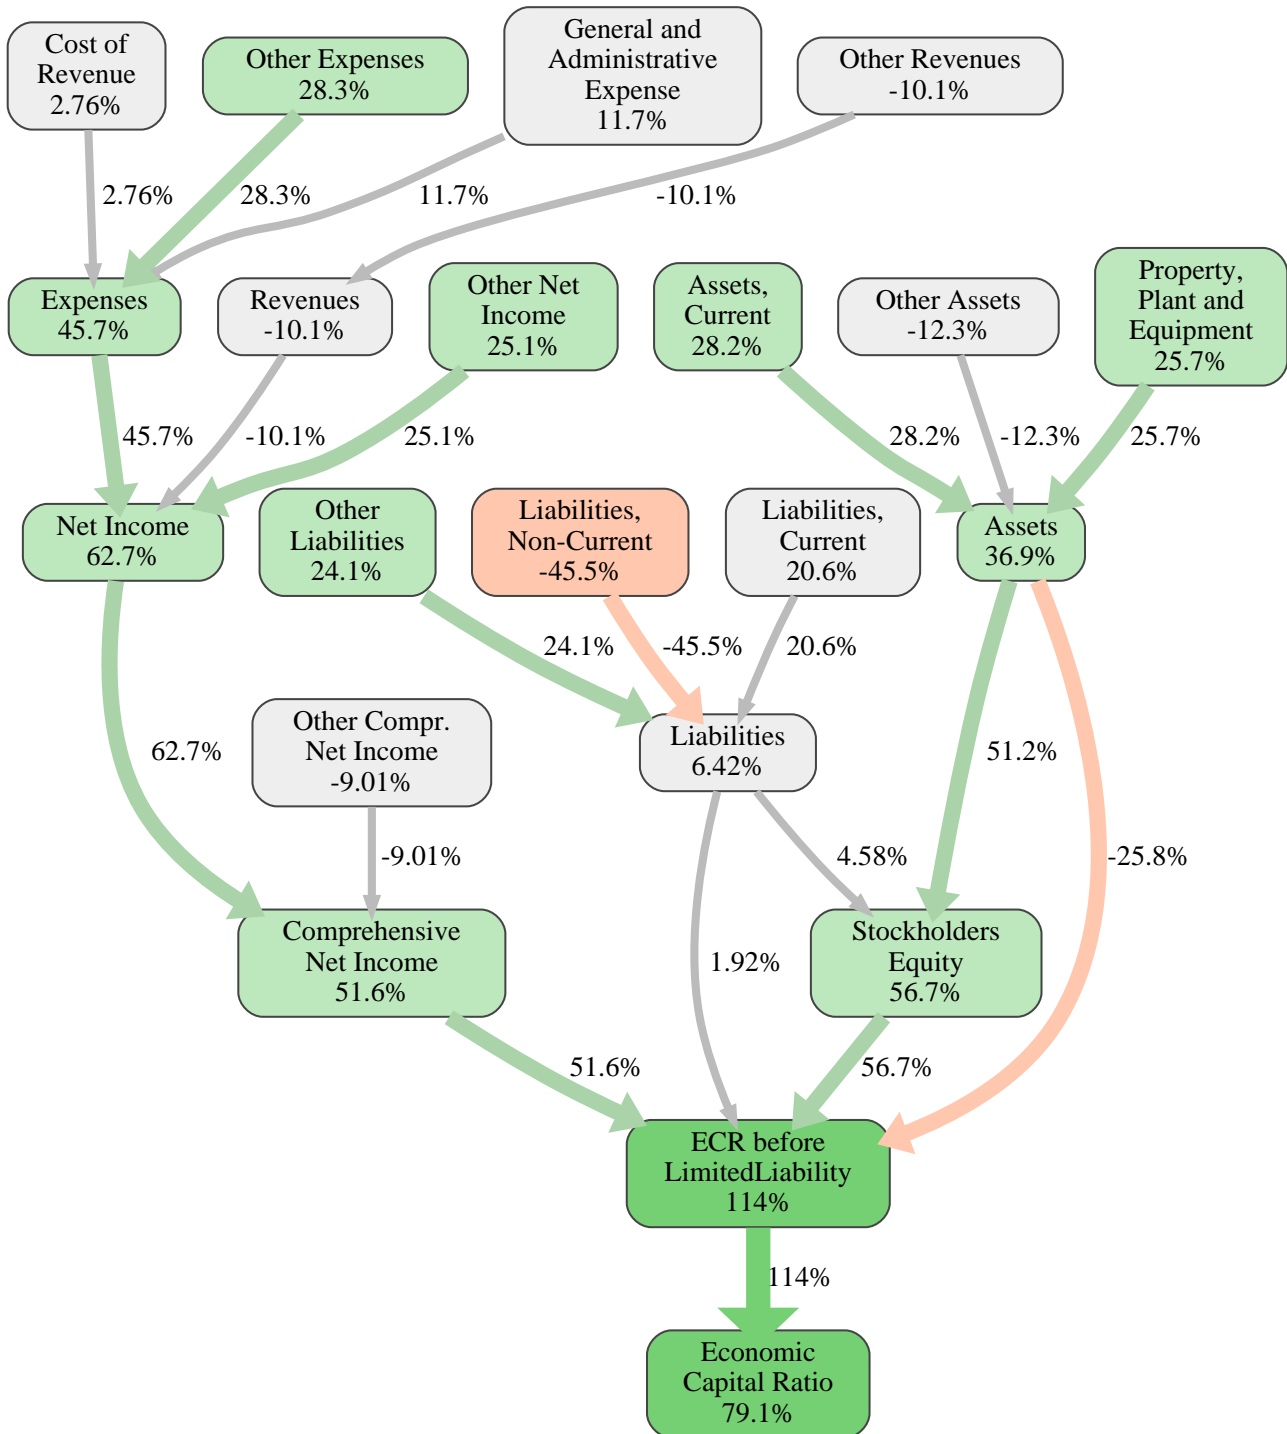 Cost of
Revenue
2.76%
Other Expenses
28.3%
General and
Administrative
Expense
11.7%
Other Revenues
-10.1%
2.76%
28.3%
11.7%
-10.1%
Expenses
45.7%
Revenues
-10.1%
Other Net
Income
25.1%
Assets,
Current
28.2%
Other Assets
-12.3%
Property,
Plant and
Equipment
25.7%
45.7%
-10.1%
25.1%
28.2%
-12.3%
25.7%
Net Income
62.7%
Other
Liabilities
24.1%
Liabilities,
Non-Current
-45.5%
Liabilities,
Current
20.6%
Assets
36.9%
24.1%
-45.5%
20.6%
62.7%
Other Compr.
Net Income
-9.01%
Liabilities
6.42%
51.2%
-9.01%
4.58%
-25.8%
Comprehensive
Net Income
51.6%
1.92%
Stockholders
Equity
56.7%
51.6%
56.7%
ECR before
LimitedLiability
114%
114%
Economic
Capital Ratio
79.1%